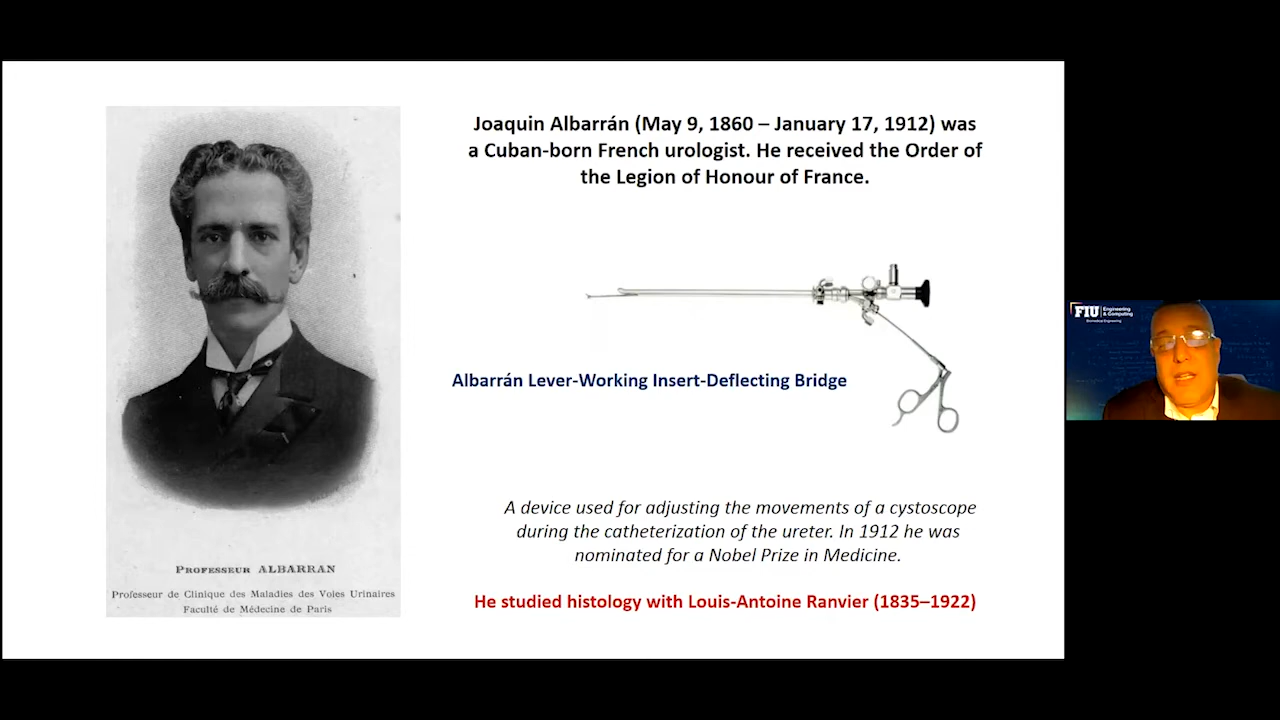 Joaquin Albarrán (May 9, 1860 – January 17, 1912) was
a Cuban-born French urologist. He received the Order of
the Legion of Honour of France.
Albarrán Lever-Working Insert-Deflecting Bridge
A device used for adjusting the movements of a cystoscope
during the catheterization of the ureter. In 1912 he was
nominated for a Nobel Prize in Medicine.
He studied histology with Louis-Antoine Ranvier (1835–1922)
PROFESSEUR ALBARRAN
Professeur de Clinique des Maladies des Voies Urinaires
Faculté de Médecine de Paris
FIU
Engineering
& Computing
Biomedical Engineering